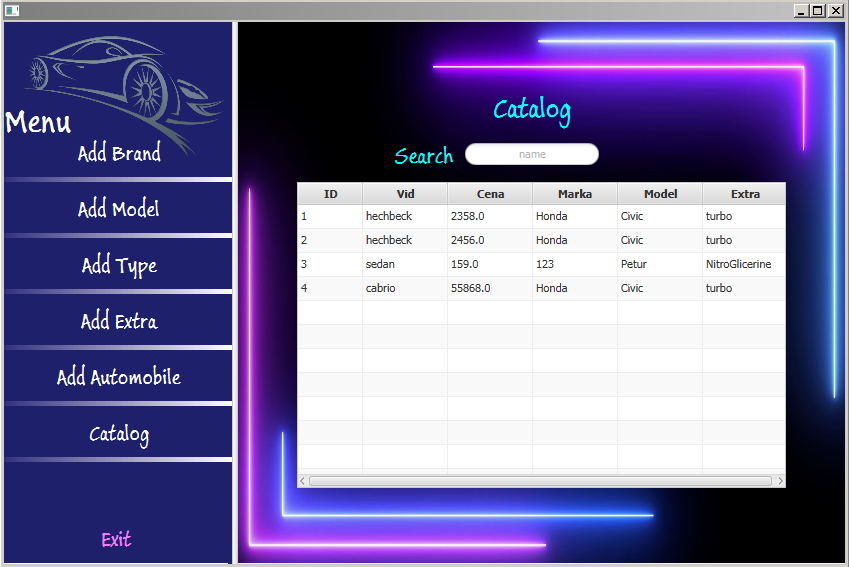 Menu
Add Brand
Add Model
Add Type
Add Extra
Add Automobile
Catalog
Exit
Catalog
Search name
ID Vid Cena Marka Model Extra
1 hechbeck 2358.0 Honda Civic turbo
2 hechbeck 2456.0 Honda Civic turbo
3 sedan 159.0 123 Petur NitroGlicerine
4 cabrio 55868.0 Honda Civic turbo